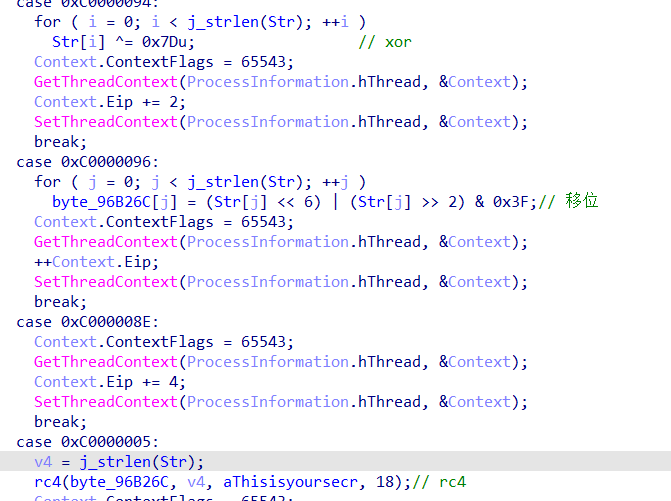 case 0xC0000094:
for ( i = 0; i < j_strlen(Str); ++i )
Str[i] ^= 0x7Du; // xor
Context.ContextFlags = 65543;
GetThreadContext(ProcessInformation.hThread, &Context);
Context.Eip += 2;
SetThreadContext(ProcessInformation.hThread, &Context);
break;
case 0xC0000096:
for ( j = 0; j < j_strlen(Str); ++j )
byte_96B26C[j] = (Str[j] << 6) | (Str[j] >> 2) & 0x3F;// 移位
Context.ContextFlags = 65543;
GetThreadContext(ProcessInformation.hThread, &Context);
++Context.Eip;
SetThreadContext(ProcessInformation.hThread, &Context);
break;
case 0xC000008E:
Context.ContextFlags = 65543;
GetThreadContext(ProcessInformation.hThread, &Context);
Context.Eip += 4;
SetThreadContext(ProcessInformation.hThread, &Context);
break;
case 0xC0000005:
v4 = j_strlen(Str);
rc4(byte_96B26C, v4, aThisisyoursecr, 18);// rc4
Context.ContextFlags = 65543;